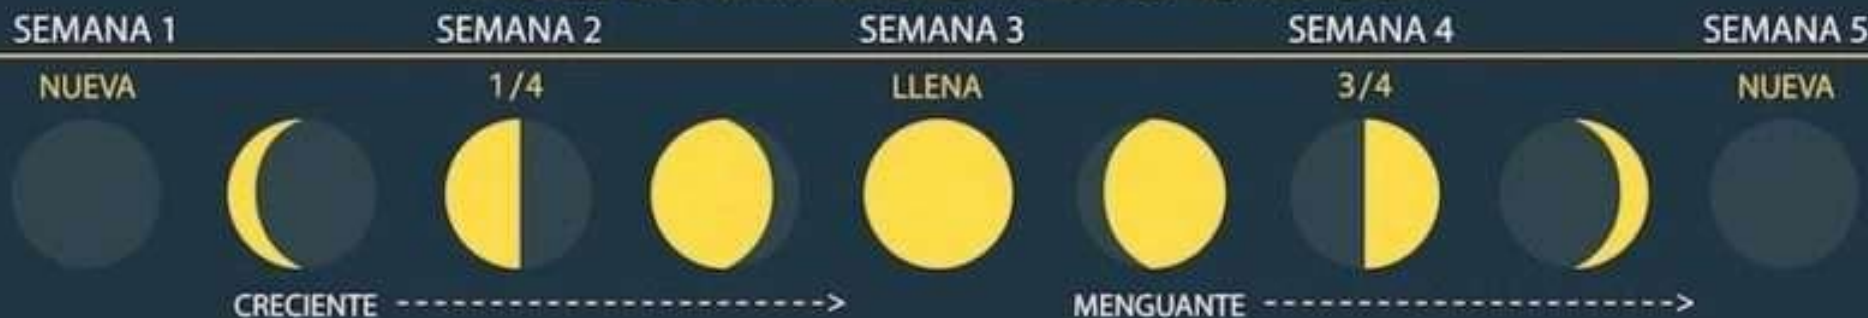 SEMANA 1 SEMANA 2 SEMANA 3 SEMANA 4 SEMANA 5
NUEVA 1/4 LLENA 3/4 NUEVA
CRECIENTE ----------------------> MENGUANTE ---------------------->